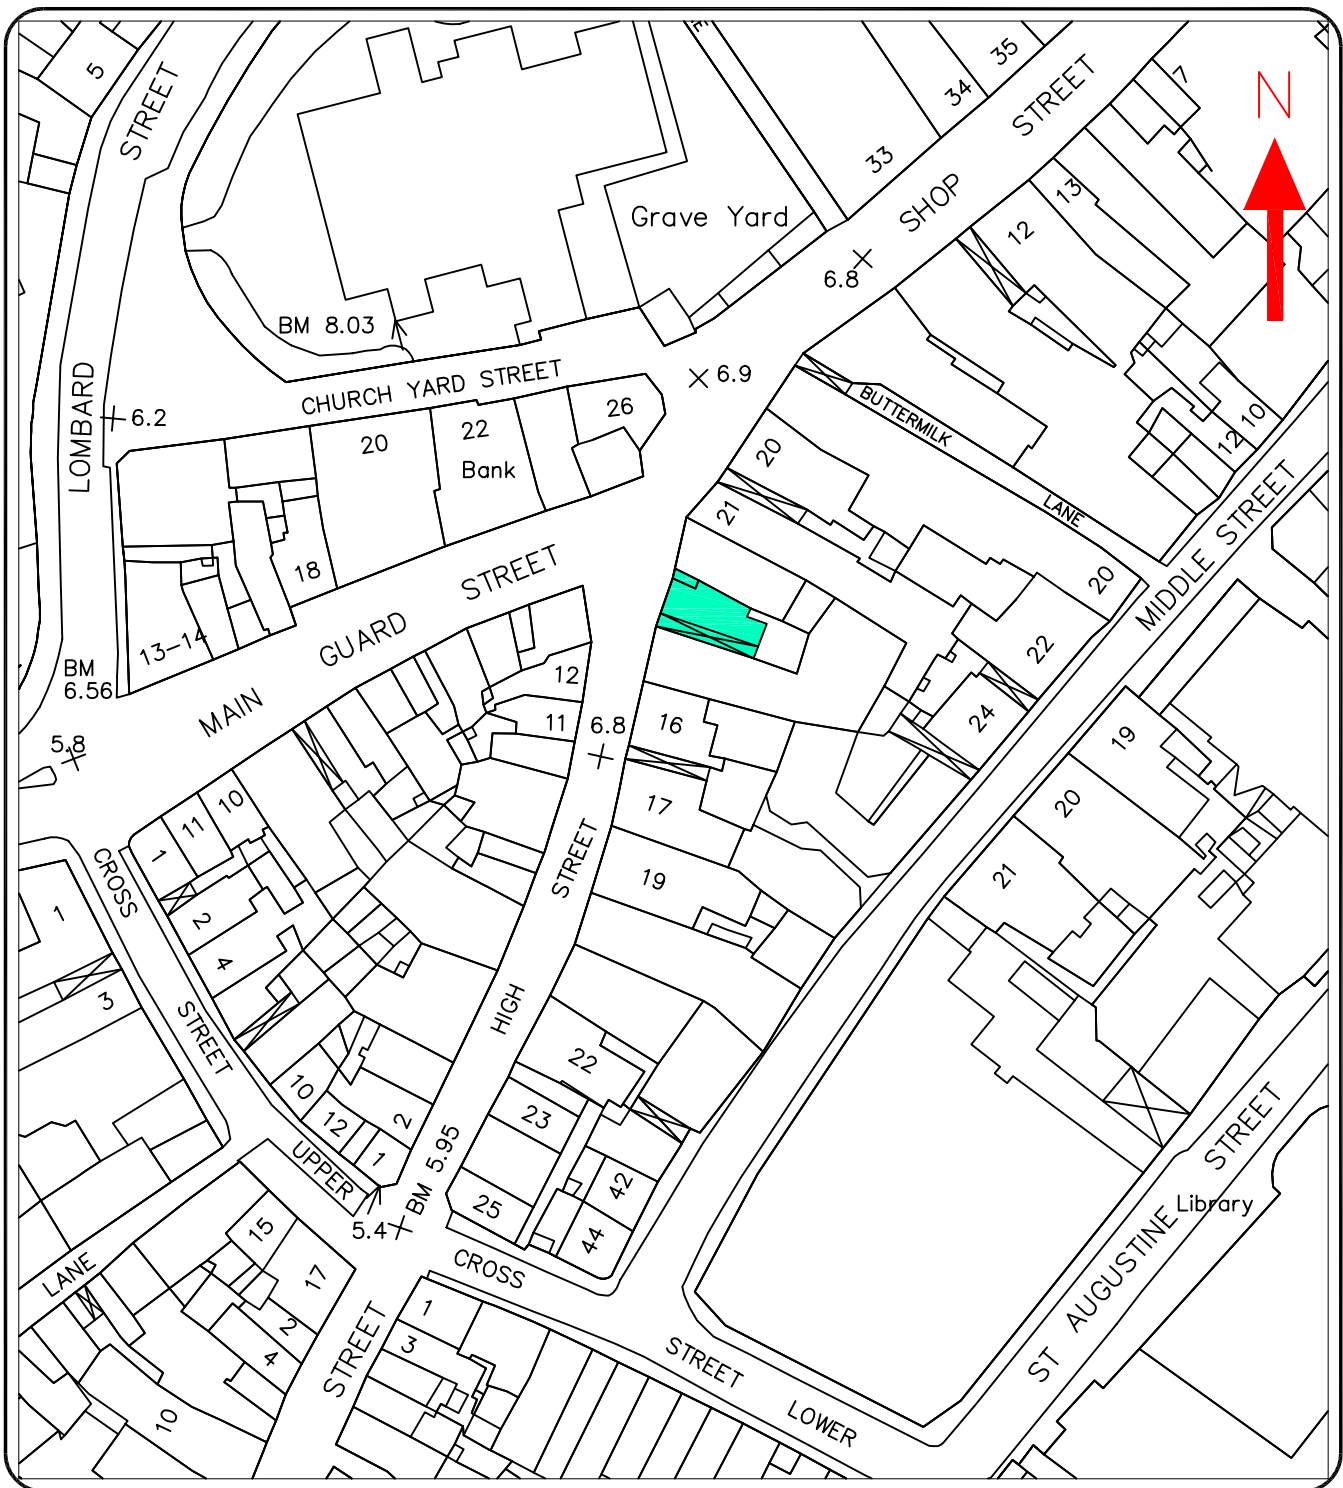 5
STREET
E
35
34
33
STREET
7
N
SHOP
13
12
Grave Yard
6.8
BM 8.03
CHURCH YARD STREET
6.9
LOMBARD
6.2
20
22
Bank
26
BUTTERMILK
LANE
20
21
12
10
MIDDLE STREET
20
22
24
18
13-14
BM
6.56
MAIN
GUARD
STREET
12
11
6.8
16
17
19
5.8
19
20
21
1
11
10
CROSS
2
4
1
3
STREET
STREET
HIGH
22
23
25
42
44
10
12
1
2
UPPER
BM 5.95
5.4
CROSS
STREET
LOWER
15
17
2
4
LANE
10
STREET
1
3
STREET
Library
ST AUGUSTINE